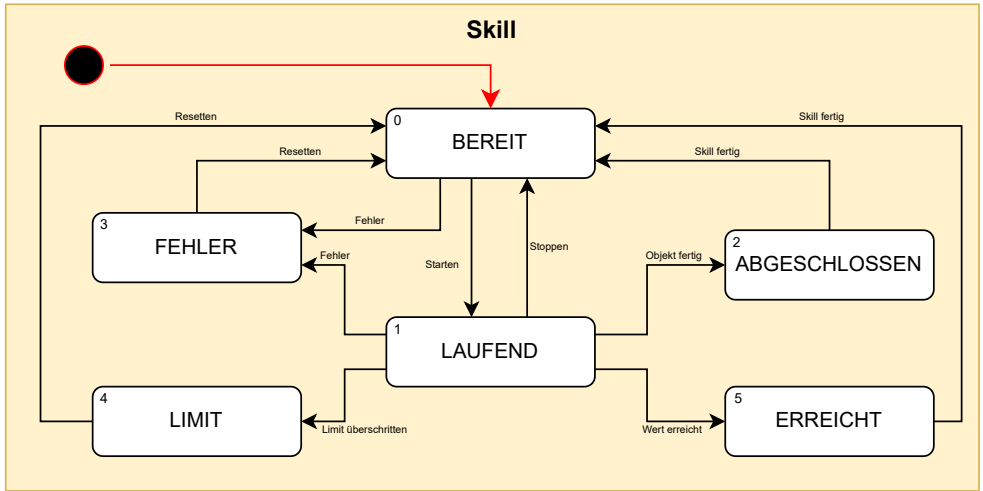 Skill
Resetten
Skill fertig
0
BEREIT
Resetten
Skill fertig
3
FEHLER
Fehler
Stoppen
2
ABGESCHLOSSEN
Fehler
Starten
Objekt fertig
1
LAUFEND
4
LIMIT
Limit überschritten
Wert erreicht
5
ERREICHT